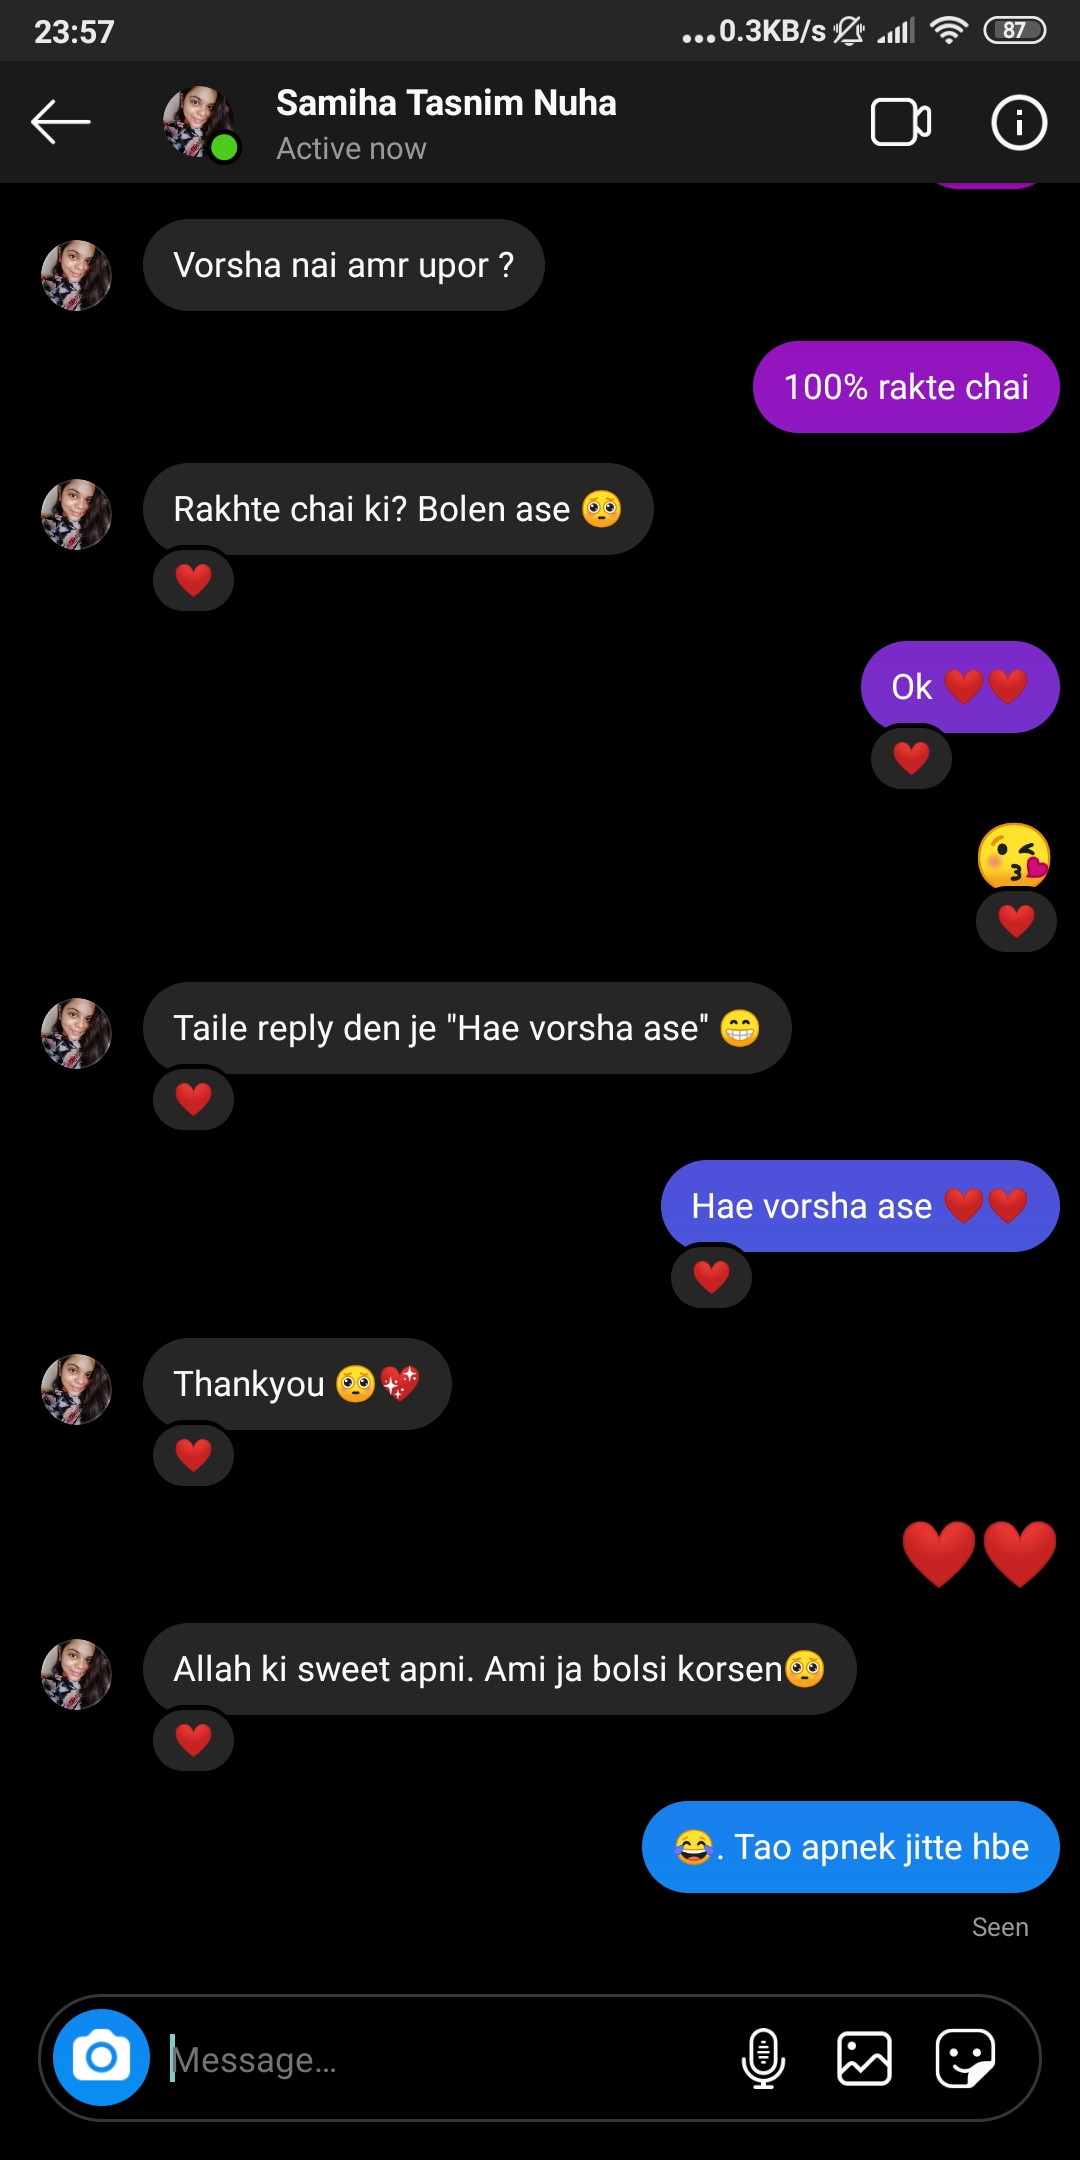 23:57
...0.3KB/s
87
Samiha Tasnim Nuha
Active now
Vorsha nai amr upor ?
100% rakte chai
Rakhte chai ki? Bolen ase 🥺
❤️
Ok ❤️❤️
❤️
😘
❤️
Taile reply den je "Hae vorsha ase" 😁
❤️
Hae vorsha ase ❤️❤️
❤️
Thankyou 🥺💖
❤️
❤️❤️
Allah ki sweet apni. Ami ja bolsi korsen🥺
❤️
😂. Tao apnek jitte hbe
Seen
Message...